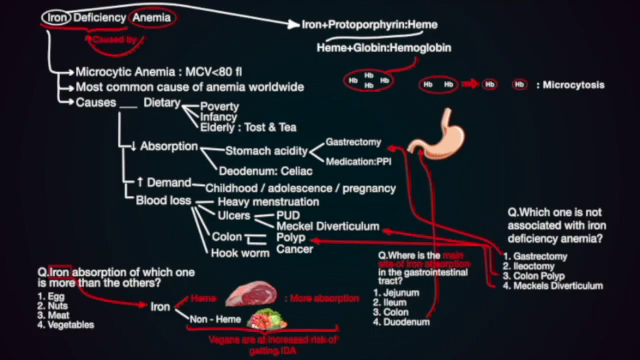 Iron Deficiency Anemia
Caused by
Iron+Protoporphyrin:Heme
Heme+Globin:Hemoglobin
Hb
Hb Hb
Hb
Hb Hb
Hb
Hb
: Microcytosis
Microcytic Anemia : MCV<80 fl
Most common cause of anemia worldwide
Causes
Dietary
Poverty
Infancy
Elderly : Tost & Tea
↓ Absorption
Stomach acidity
Gastrectomy
Medication:PPI
Deodenum: Celiac
↑ Demand
Childhood / adolescence / pregnancy
Blood loss
Heavy menstruation
Ulcers
PUD
Meckel Diverticulum
Colon
Polyp
Cancer
Hook worm
Q.Iron absorption of which one
is more than the others?
1. Egg
2. Nuts
3. Meat
4. Vegetables
Iron
Heme
: More absorption
Non - Heme
Vegans are at increased risk of
getting IDA
Q.Where is the main
site of iron absorption
in the gastrointestinal
tract?
1. Jejunum
2. Ileum
3. Colon
4. Duodenum
Q.Which one is not
associated with iron
deficiency anemia?
1. Gastrectomy
2. Ileoctomy
3. Colon Polyp
4. Meckels Diverticulum